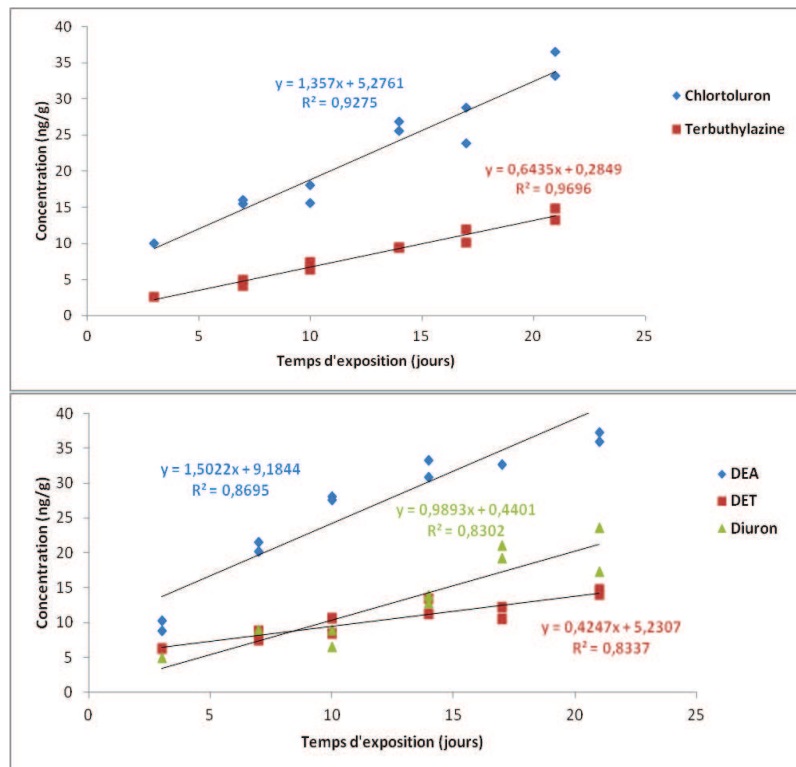 40
35
30
25
20
15
10
5
0
Concentration (ng/g)
y = 1,357x + 5,2761
R² = 0,9275
y = 0,6435x + 0,2849
R² = 0,9696
Chlortoluron
Terbuthylazine
0 5 10 15 20 25
Temps d'exposition (jours)
40
35
30
25
20
15
10
5
0
Concentration (ng/g)
y = 1,5022x + 9,1844
R² = 0,8695
y = 0,9893x + 0,4401
R² = 0,8302
y = 0,4247x + 5,2307
R² = 0,8337
DEA
DET
Diuron
0 5 10 15 20 25
Temps d'exposition (jours)